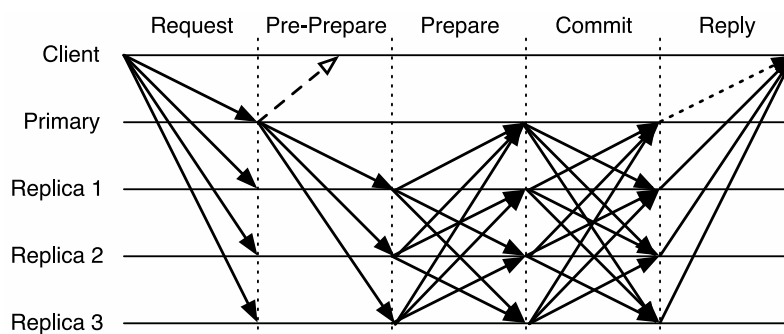 Request Pre-Prepare Prepare Commit Reply
Client
Primary
Replica 1
Replica 2
Replica 3